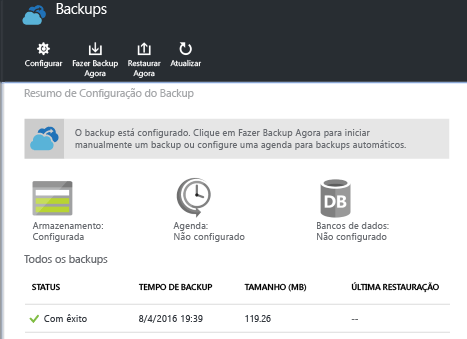 Backups
Configurar
Fazer Backup
Agora
Restaurar
Agora
Atualizar
Resumo de Configuração do Backup
O backup está configurado. Clique em Fazer Backup Agora para iniciar
manualmente um backup ou configure uma agenda para backups automáticos.
DB
Armazenamento:
Configurada
Agenda:
Não configurado
Bancos de dados:
Não configurado
Todos os backups
STATUS TEMPO DE BACKUP TAMANHO (MB) ÚLTIMA RESTAURAÇÃO
Com êxito 8/4/2016 19:39 119.26 --